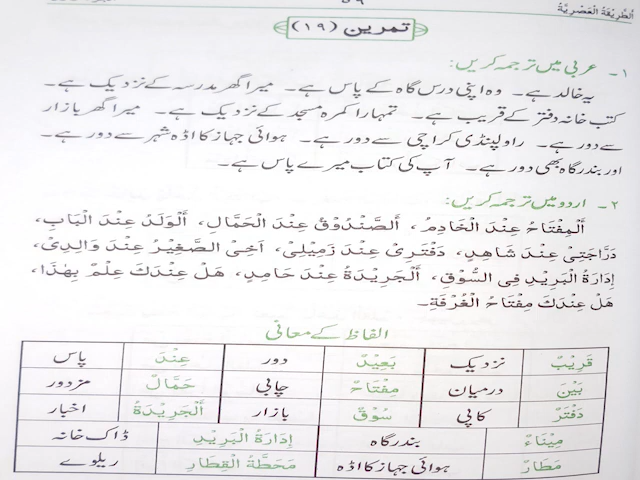 اَلطَّرِيْقَةُ الْعَصْرِيَّةُ
۵۹
تمرین (۱۹)
۱۔ عربی میں ترجمہ کریں:
یہ خالد ہے۔ وہ اپنی درس گاہ کے پاس ہے۔ میرا گھر مدرسہ کے نزدیک ہے۔
کتب خانہ دفتر کے قریب ہے۔ تمہارا کمرہ مسجد کے نزدیک ہے۔ میرا گھر بازار
سے دور ہے۔ راولپنڈی کراچی سے دور ہے۔ ہوائی جہاز کا اڈہ شہر سے دور ہے۔
اور بندرگاہ بھی دور ہے۔ آپ کی کتاب میرے پاس ہے۔
۲۔ اردو میں ترجمہ کریں:
اَلْمِفْتَاحُ عِنْدَ الْخَادِمِ، اَلصَّنْدُوْقُ عِنْدَ الْحَمَّالِ، اَلْوَلَدُ عِنْدَ الْبَابِ،
دَرَّاجَتِيْ عِنْدَ شَاهِدٍ، دَفْتَرِيْ عِنْدَ زَمِيْلِيْ، اَخِيْ الصَّغِيْرُ عِنْدَ وَالِدِيْ،
اِدَارَةُ الْبَرِيْدِ فِي السُّوْقِ، اَلْجَرِيْدَةُ عِنْدَ حَامِدٍ، هَلْ عِنْدَكَ عِلْمٌ بِهٰذَا،
هَلْ عِنْدَكَ مِفْتَاحُ الْغُرْفَةِ۔
الفاظ کے معانی
قَرِيْبٌ نزدیک بَعِيْدٌ دور عِنْدَ پاس
بَيْنَ درمیان مِفْتَاحٌ چابی حَمَّالٌ مزدور
دَفْتَرٌ کاپی سُوْقٌ بازار اَلْجَرِيْدَةُ اخبار
مِيْنَاءٌ بندرگاہ اِدَارَةُ الْبَرِيْدِ ڈاک خانہ
مَطَارٌ ہوائی جہاز کا اڈہ مَحَطَّةُ الْقِطَارِ ریلوے